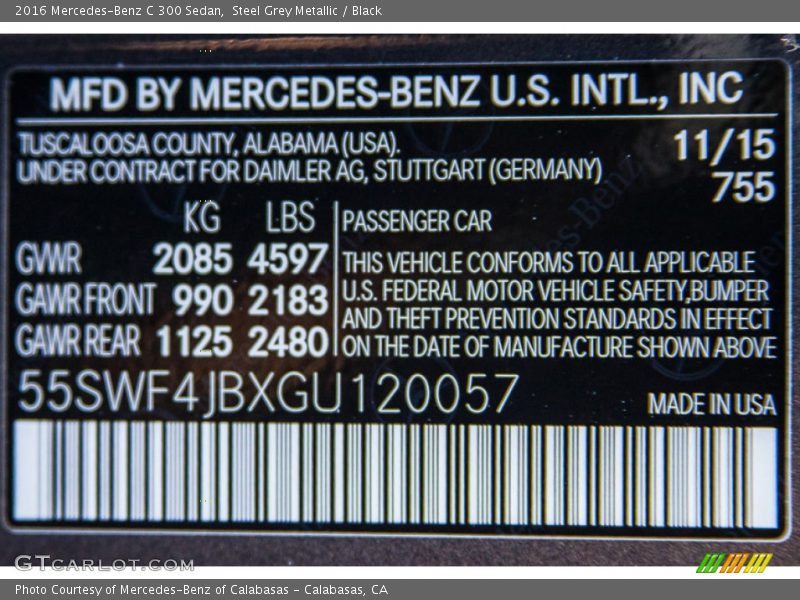 2016 Mercedes-Benz C 300 Sedan, Steel Grey Metallic / Black
MFD BY MERCEDES-BENZ U.S. INTL., INC
TUSCALOOSA COUNTY, ALABAMA (USA).
11/15
UNDER CONTRACT FOR DAIMLER AG, STUTTGART (GERMANY)
755
KG LBS
GWR 2085 4597
GAWR FRONT 990 2183
GAWR REAR 1125 2480
PASSENGER CAR
THIS VEHICLE CONFORMS TO ALL APPLICABLE
U.S. FEDERAL MOTOR VEHICLE SAFETY,BUMPER
AND THEFT PREVENTION STANDARDS IN EFFECT
ON THE DATE OF MANUFACTURE SHOWN ABOVE
55SWF4JBXGU120057
MADE IN USA
GTcarlot.com
Photo Courtesy of Mercedes-Benz of Calabasas - Calabasas, CA